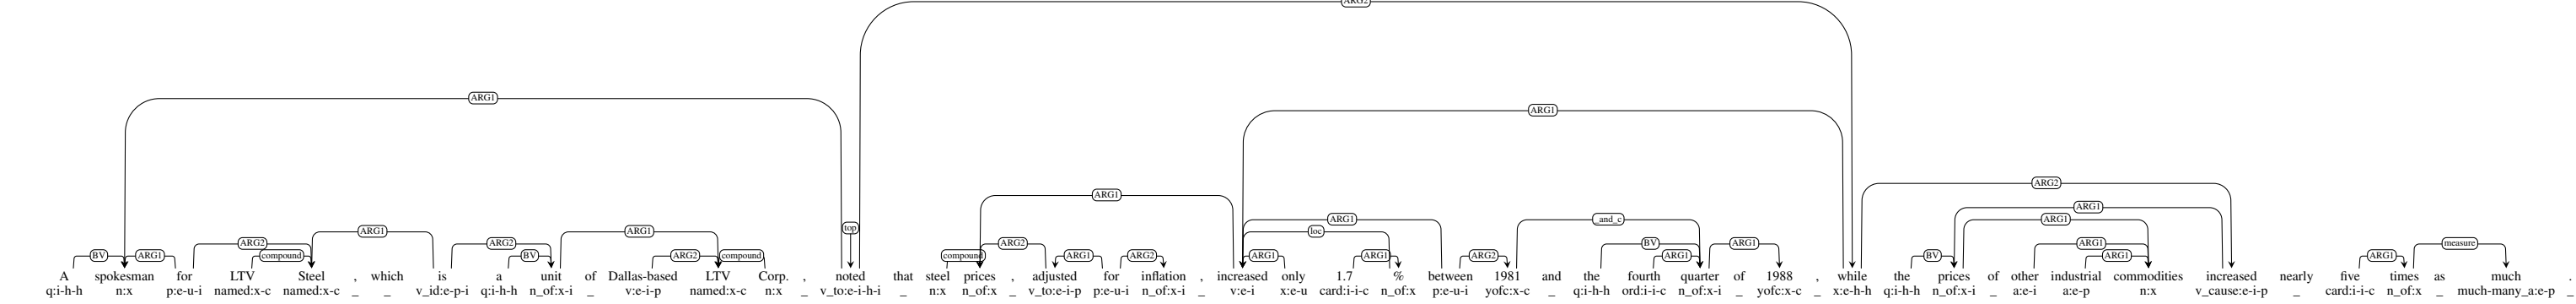 ARG2
ARG1
ARG1
ARG2
ARG1 ARG1
ARG1 and_c ARG1
ARG1 ARG1 top loc
ARG2 ARG2 ARG2 BV ARG1 ARG1 measure
BV ARG1 compound BV ARG2 compound compound ARG1 ARG2 ARG1 ARG1 ARG2 ARG1 BV ARG1 ARG1
A spokesman for LTV Steel , which is a unit of Dallas-based LTV Corp. , noted that steel prices , adjusted for inflation , increased only 1.7 % between 1981 and the fourth quarter of 1988 , while the prices of other industrial commodities increased nearly five times as much .
q:i-h-h n:x p:e-u-i named:x-c named:x-c _ _ v_id:e-p-i q:i-h-h n_of:x-i _ v:e-i-p named:x-c n:x _ v_to:e-i-h-i _ n:x n_of:x _ v_to:e-i-p p:e-u-i n_of:x-i _ v:e-i x:e-u card:i-i-c n_of:x p:e-u-i yofc:x-c _ q:i-h-h ord:i-i-c n_of:x-i _ yofc:x-c _ x:e-h-h q:i-h-h n_of:x-i _ a:e-i a:e-p n:x v_cause:e-i-p _ card:i-i-c n_of:x _ much-many_a:e-p _